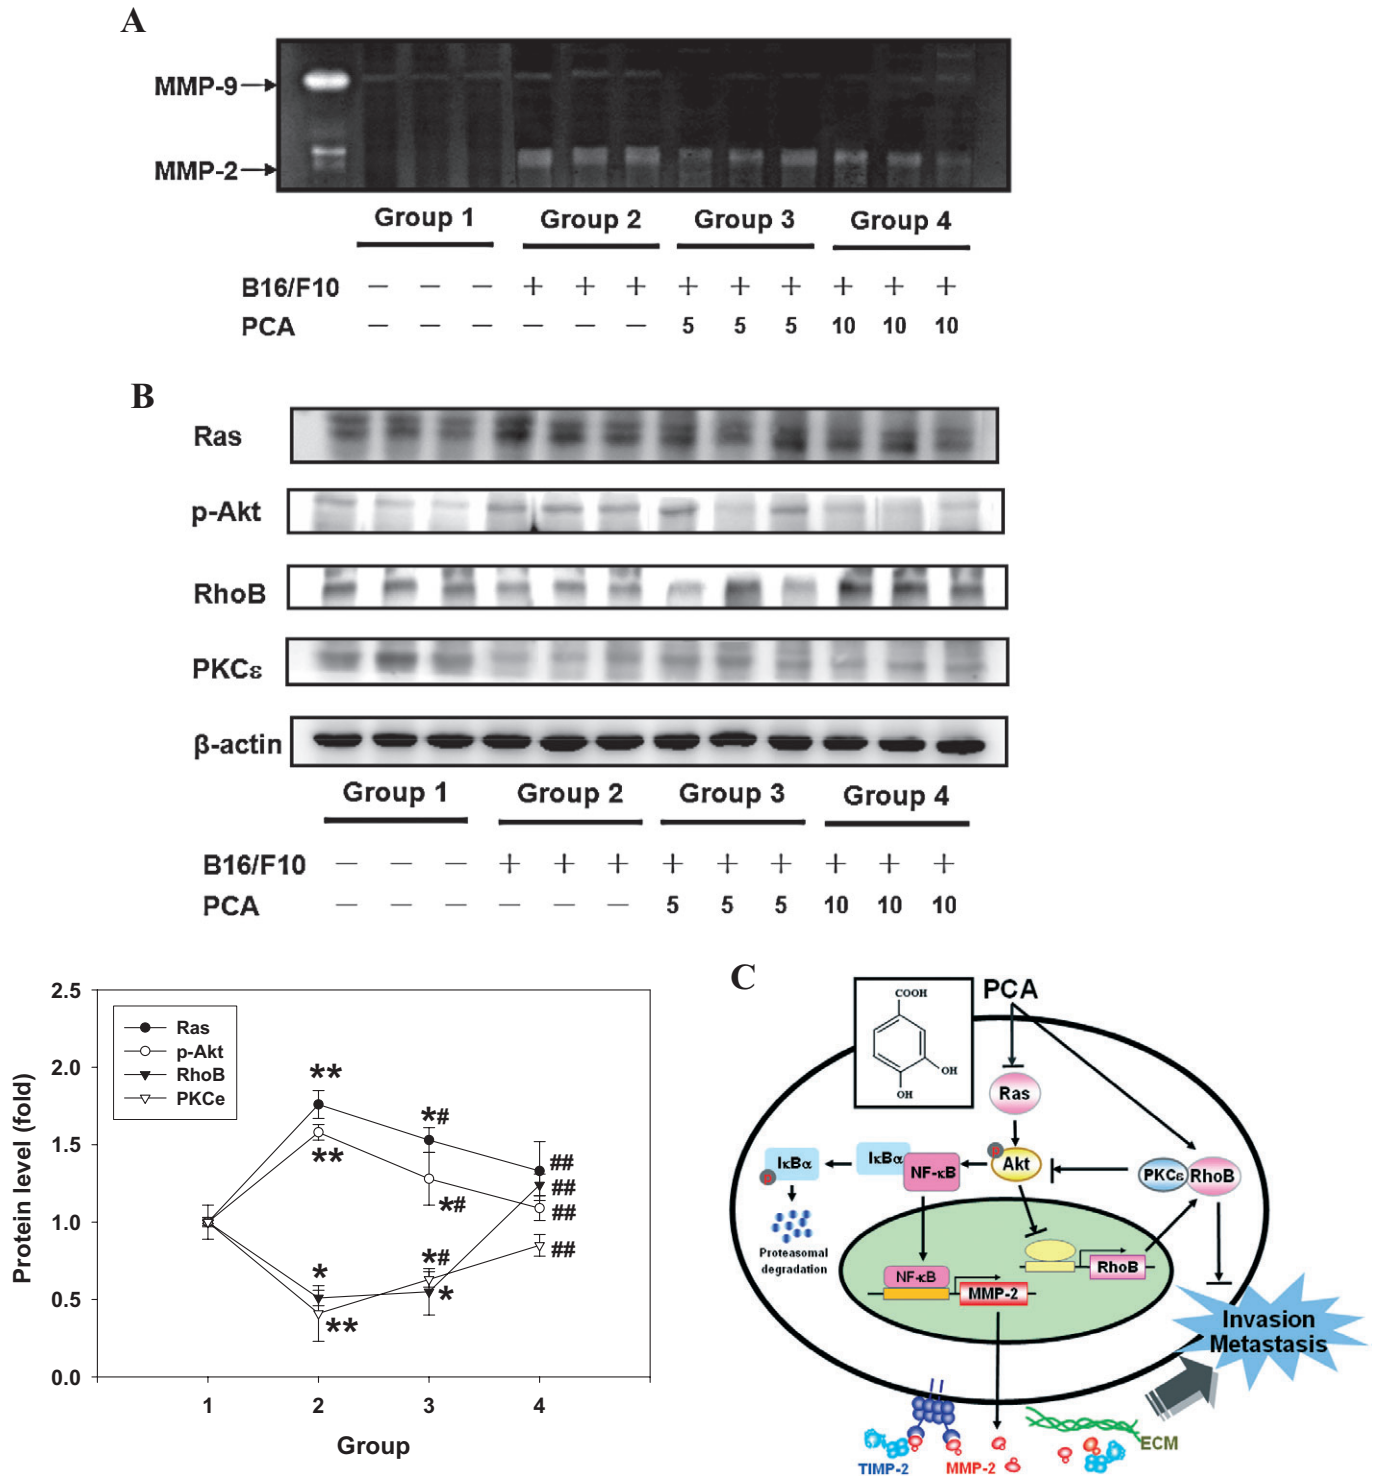 A
MMP-9
MMP-2
Group 1 Group 2 Group 3 Group 4
B16/F10 — — — + + + + + + + + +
PCA — — — — — — 5 5 5 10 10 10
B
Ras
p-Akt
RhoB
PKCε
β-actin
Group 1 Group 2 Group 3 Group 4
B16/F10 — — — + + + + + + + + +
PCA — — — — — — 5 5 5 10 10 10
Protein level (fold)
2.5
2.0
1.5
1.0
0.5
0.0
Ras
p-Akt
RhoB
PKCe
**
**
*
**
*#
*#
*#
*
##
##
##
##
1 2 3 4
Group
C
PCA
COOH
OH
OH
Ras
Akt
IκBα
IκBα
NF-κB
PKCε RhoB
Proteasomal
degradation
NF-κB
MMP-2
RhoB
Invasion
Metastasis
TIMP-2
MMP-2
ECM